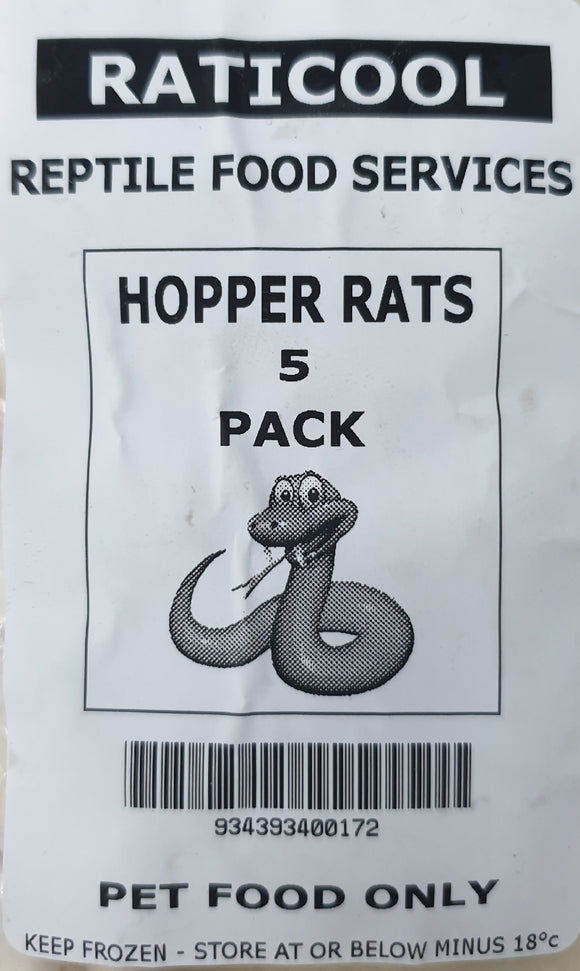 RATICOOL
REPTILE FOOD SERVICES
HOPPER RATS
5
PACK
934393400172
PET FOOD ONLY
KEEP FROZEN - STORE AT OR BELOW MINUS 18ºc